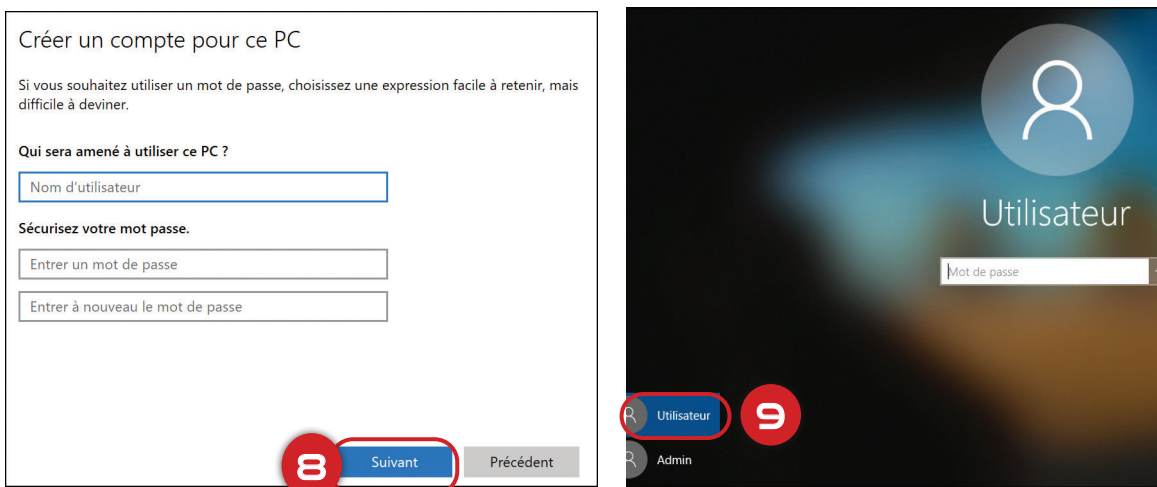 Créer un compte pour ce PC
Si vous souhaitez utiliser un mot de passe, choisissez une expression facile à retenir, mais
difficile à deviner.
Qui sera amené à utiliser ce PC ?
Nom d'utilisateur
Sécurisez votre mot passe.
Entrer un mot de passe
Entrer à nouveau le mot de passe
8
Suivant
Précédent
Utilisateur
Mot de passe
Utilisateur
9
Admin